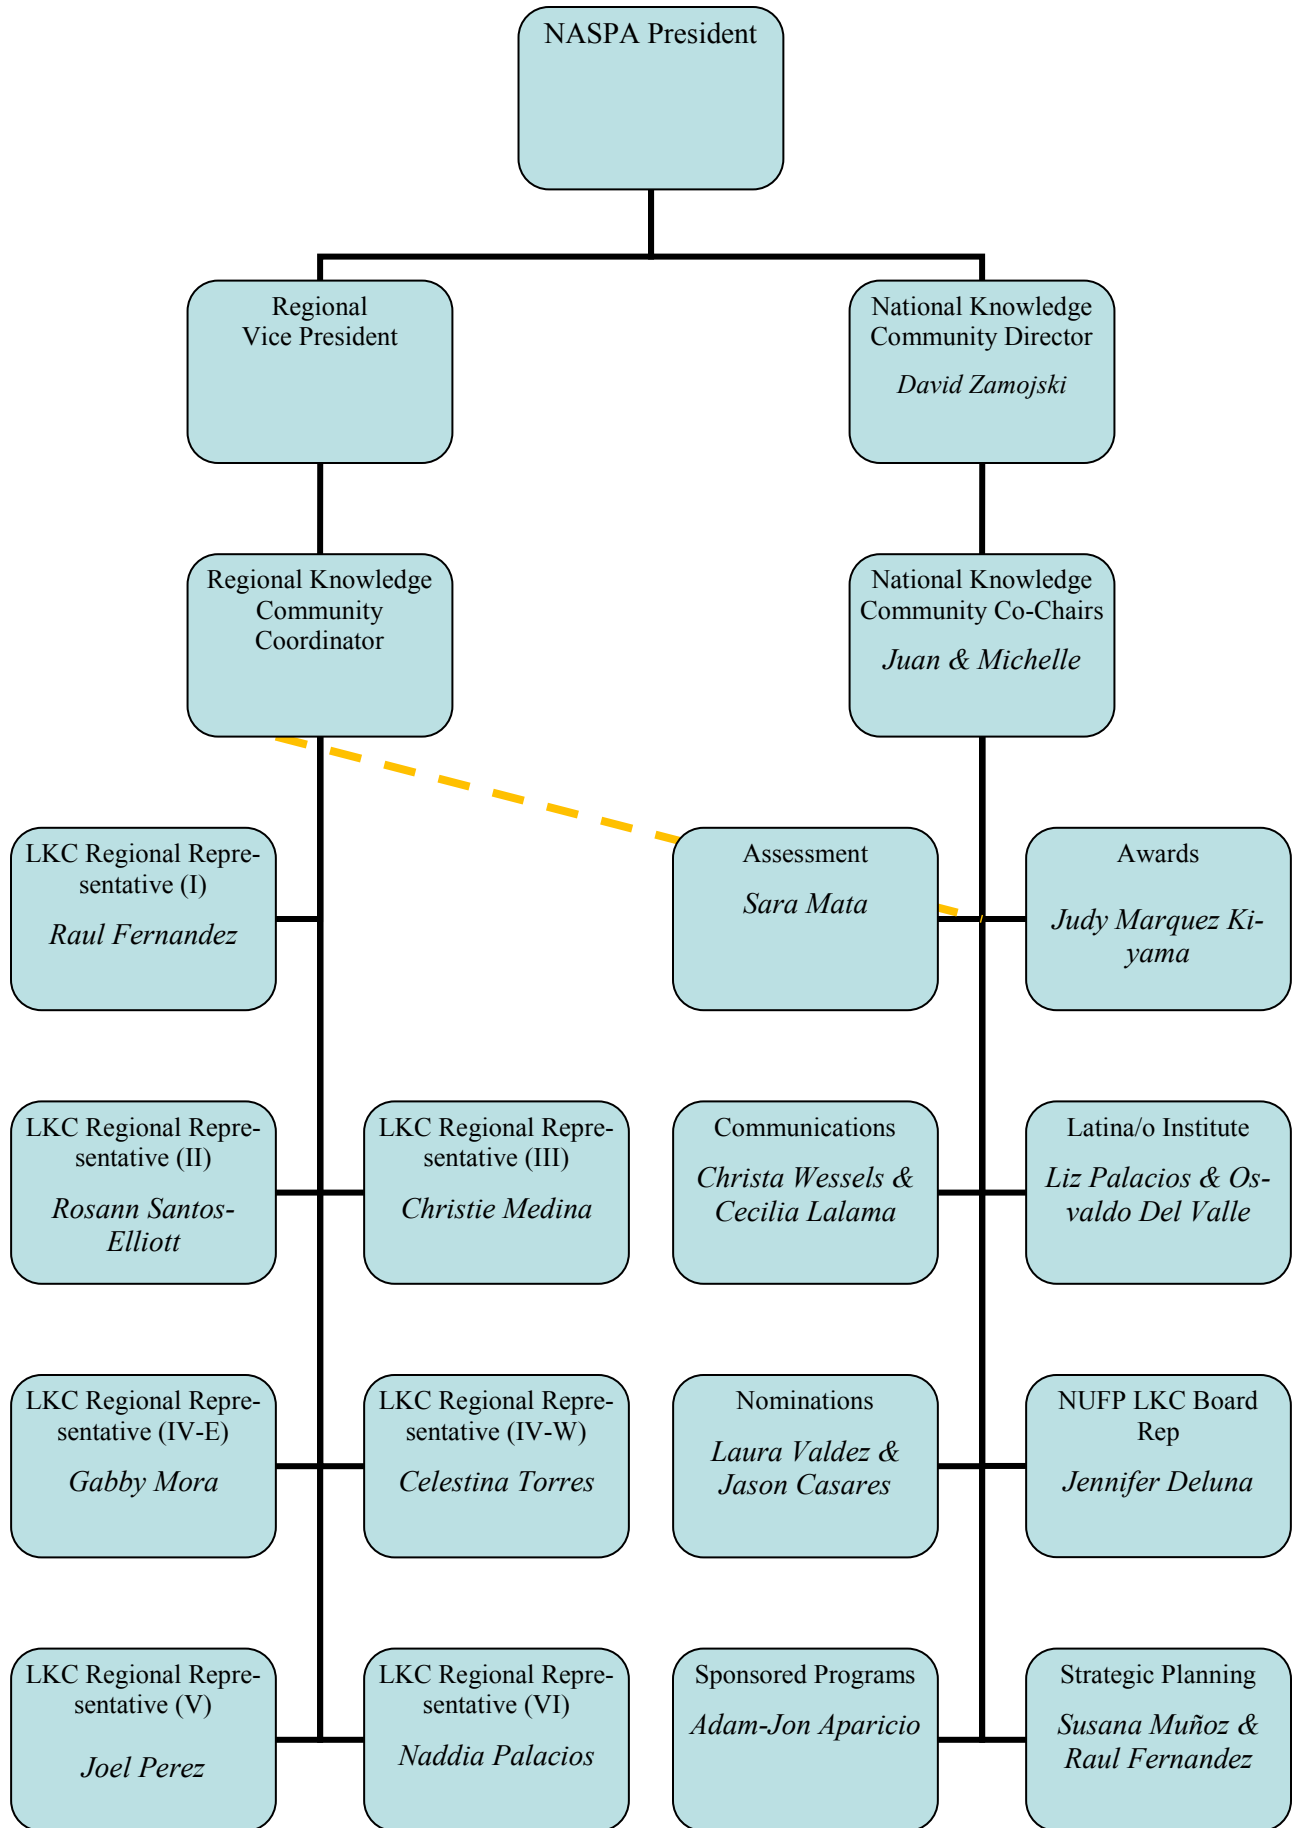 NASPA President
Regional
Vice President
National Knowledge
Community Director
David Zamojski
Regional Knowledge
Community
Coordinator
National Knowledge
Community Co-Chairs
Juan & Michelle
LKC Regional Repre-
sentative (I)
Raul Fernandez
Assessment
Sara Mata
Awards
Judy Marquez Ki-
yama
LKC Regional Repre-
sentative (II)
Rosann Santos-
Elliott
LKC Regional Repre-
sentative (III)
Christie Medina
Communications
Christa Wessels &
Cecilia Lalama
Latina/o Institute
Liz Palacios & Os-
valdo Del Valle
LKC Regional Repre-
sentative (IV-E)
Gabby Mora
LKC Regional Repre-
sentative (IV-W)
Celestina Torres
Nominations
Laura Valdez &
Jason Casares
NUFP LKC Board
Rep
Jennifer Deluna
LKC Regional Repre-
sentative (V)
Joel Perez
LKC Regional Repre-
sentative (VI)
Naddia Palacios
Sponsored Programs
Adam-Jon Aparicio
Strategic Planning
Susana Muñoz &
Raul Fernandez